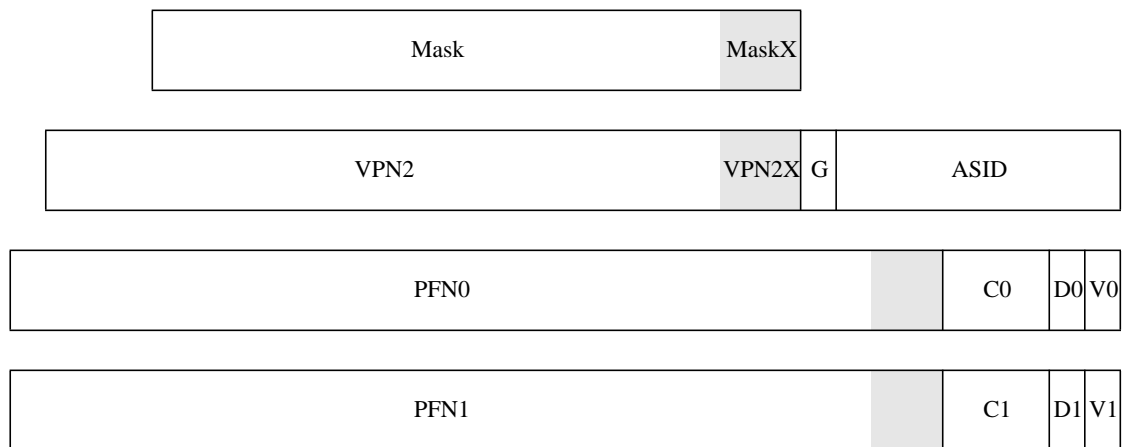 Mask MaskX
VPN2 VPN2X G ASID
PFN0 C0 D0 V0
PFN1 C1 D1 V1